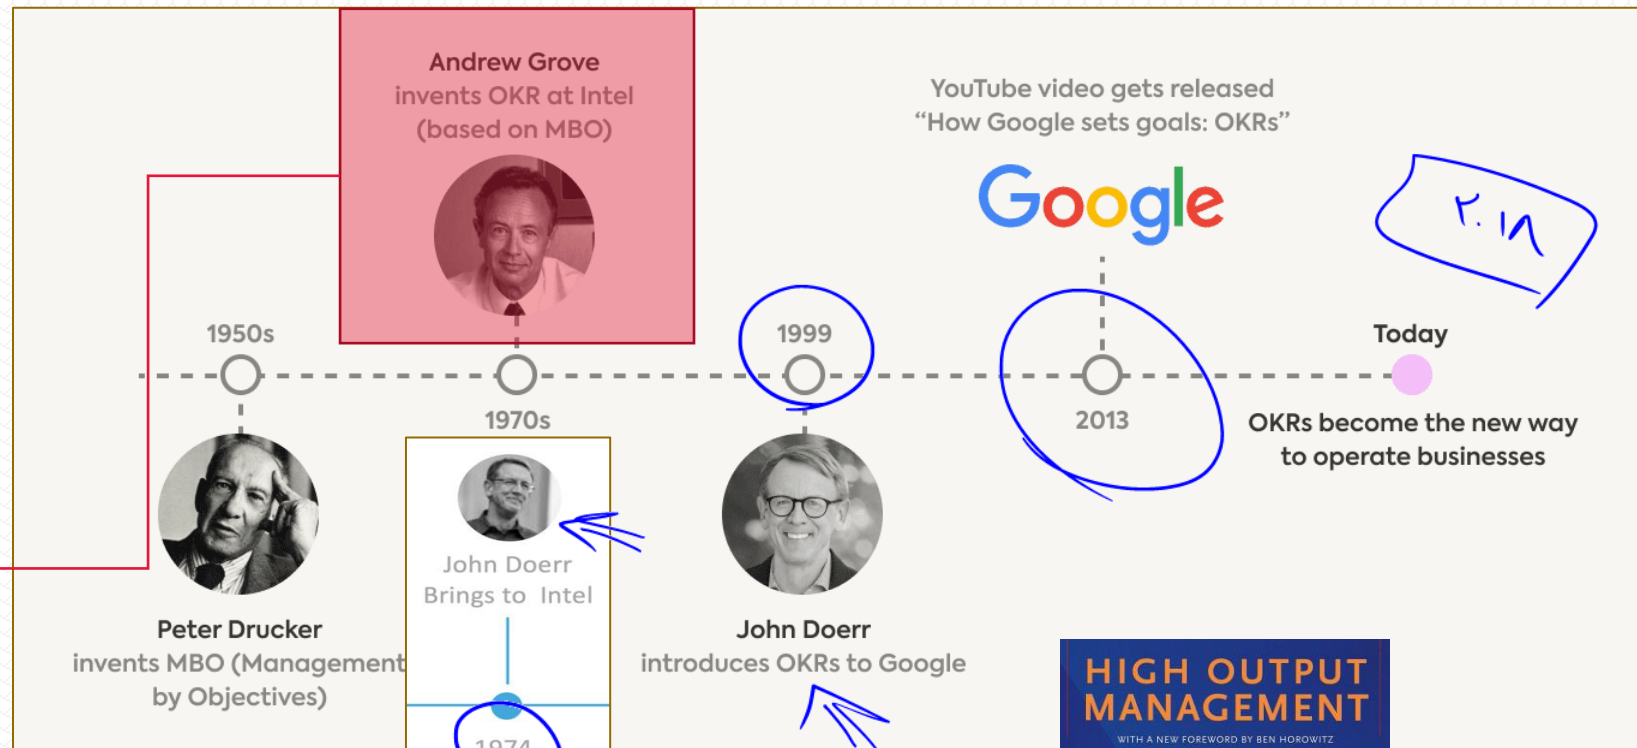 Andrew Grove
invents OKR at Intel
(based on MBO)
YouTube video gets released
“How Google sets goals: OKRs”
Google
۲۰۱۸
1950s
1999
Today
1970s
2013
OKRs become the new way
to operate businesses
John Doerr
Brings to Intel
Peter Drucker
invents MBO (Management
by Objectives)
John Doerr
introduces OKRs to Google
1974
HIGH OUTPUT
MANAGEMENT
WITH A NEW FOREWORD BY BEN HOROWITZ